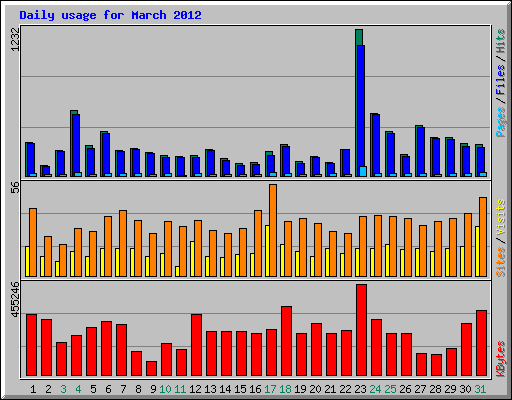 Daily usage for March 2012
1232
Pages / Files / Hits
56
Sites / Visits
455246
KBytes
1 2 3 4 5 6 7 8 9 10 11 12 13 14 15 16 17 18 19 20 21 22 23 24 25 26 27 28 29 30 31